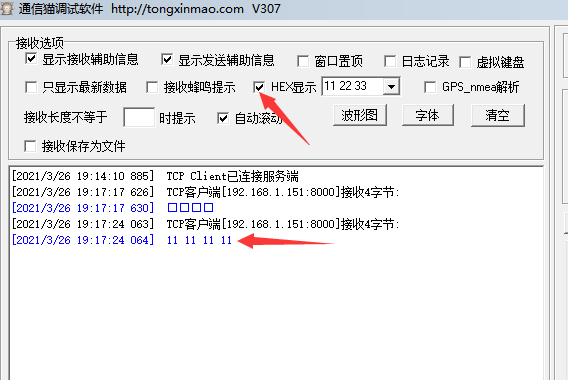 通信猫调试软件 http://tongxinmao.com V307
接收选项
显示接收辅助信息 显示发送辅助信息 窗口置顶 日志记录 虚拟键盘
只显示最新数据 接收蜂鸣提示 HEX显示 11 22 33 GPS_nmea解析
接收长度不等于 时提示 自动滚动 波形图 字体 清空
接收保存为文件
[2021/3/26 19:14:10 885] TCP Client已连接服务端
[2021/3/26 19:17:17 626] TCP客户端[192.168.1.151:8000]接收4字节:
[2021/3/26 19:17:17 630] □□□□
[2021/3/26 19:17:24 063] TCP客户端[192.168.1.151:8000]接收4字节:
[2021/3/26 19:17:24 064] 11 11 11 11